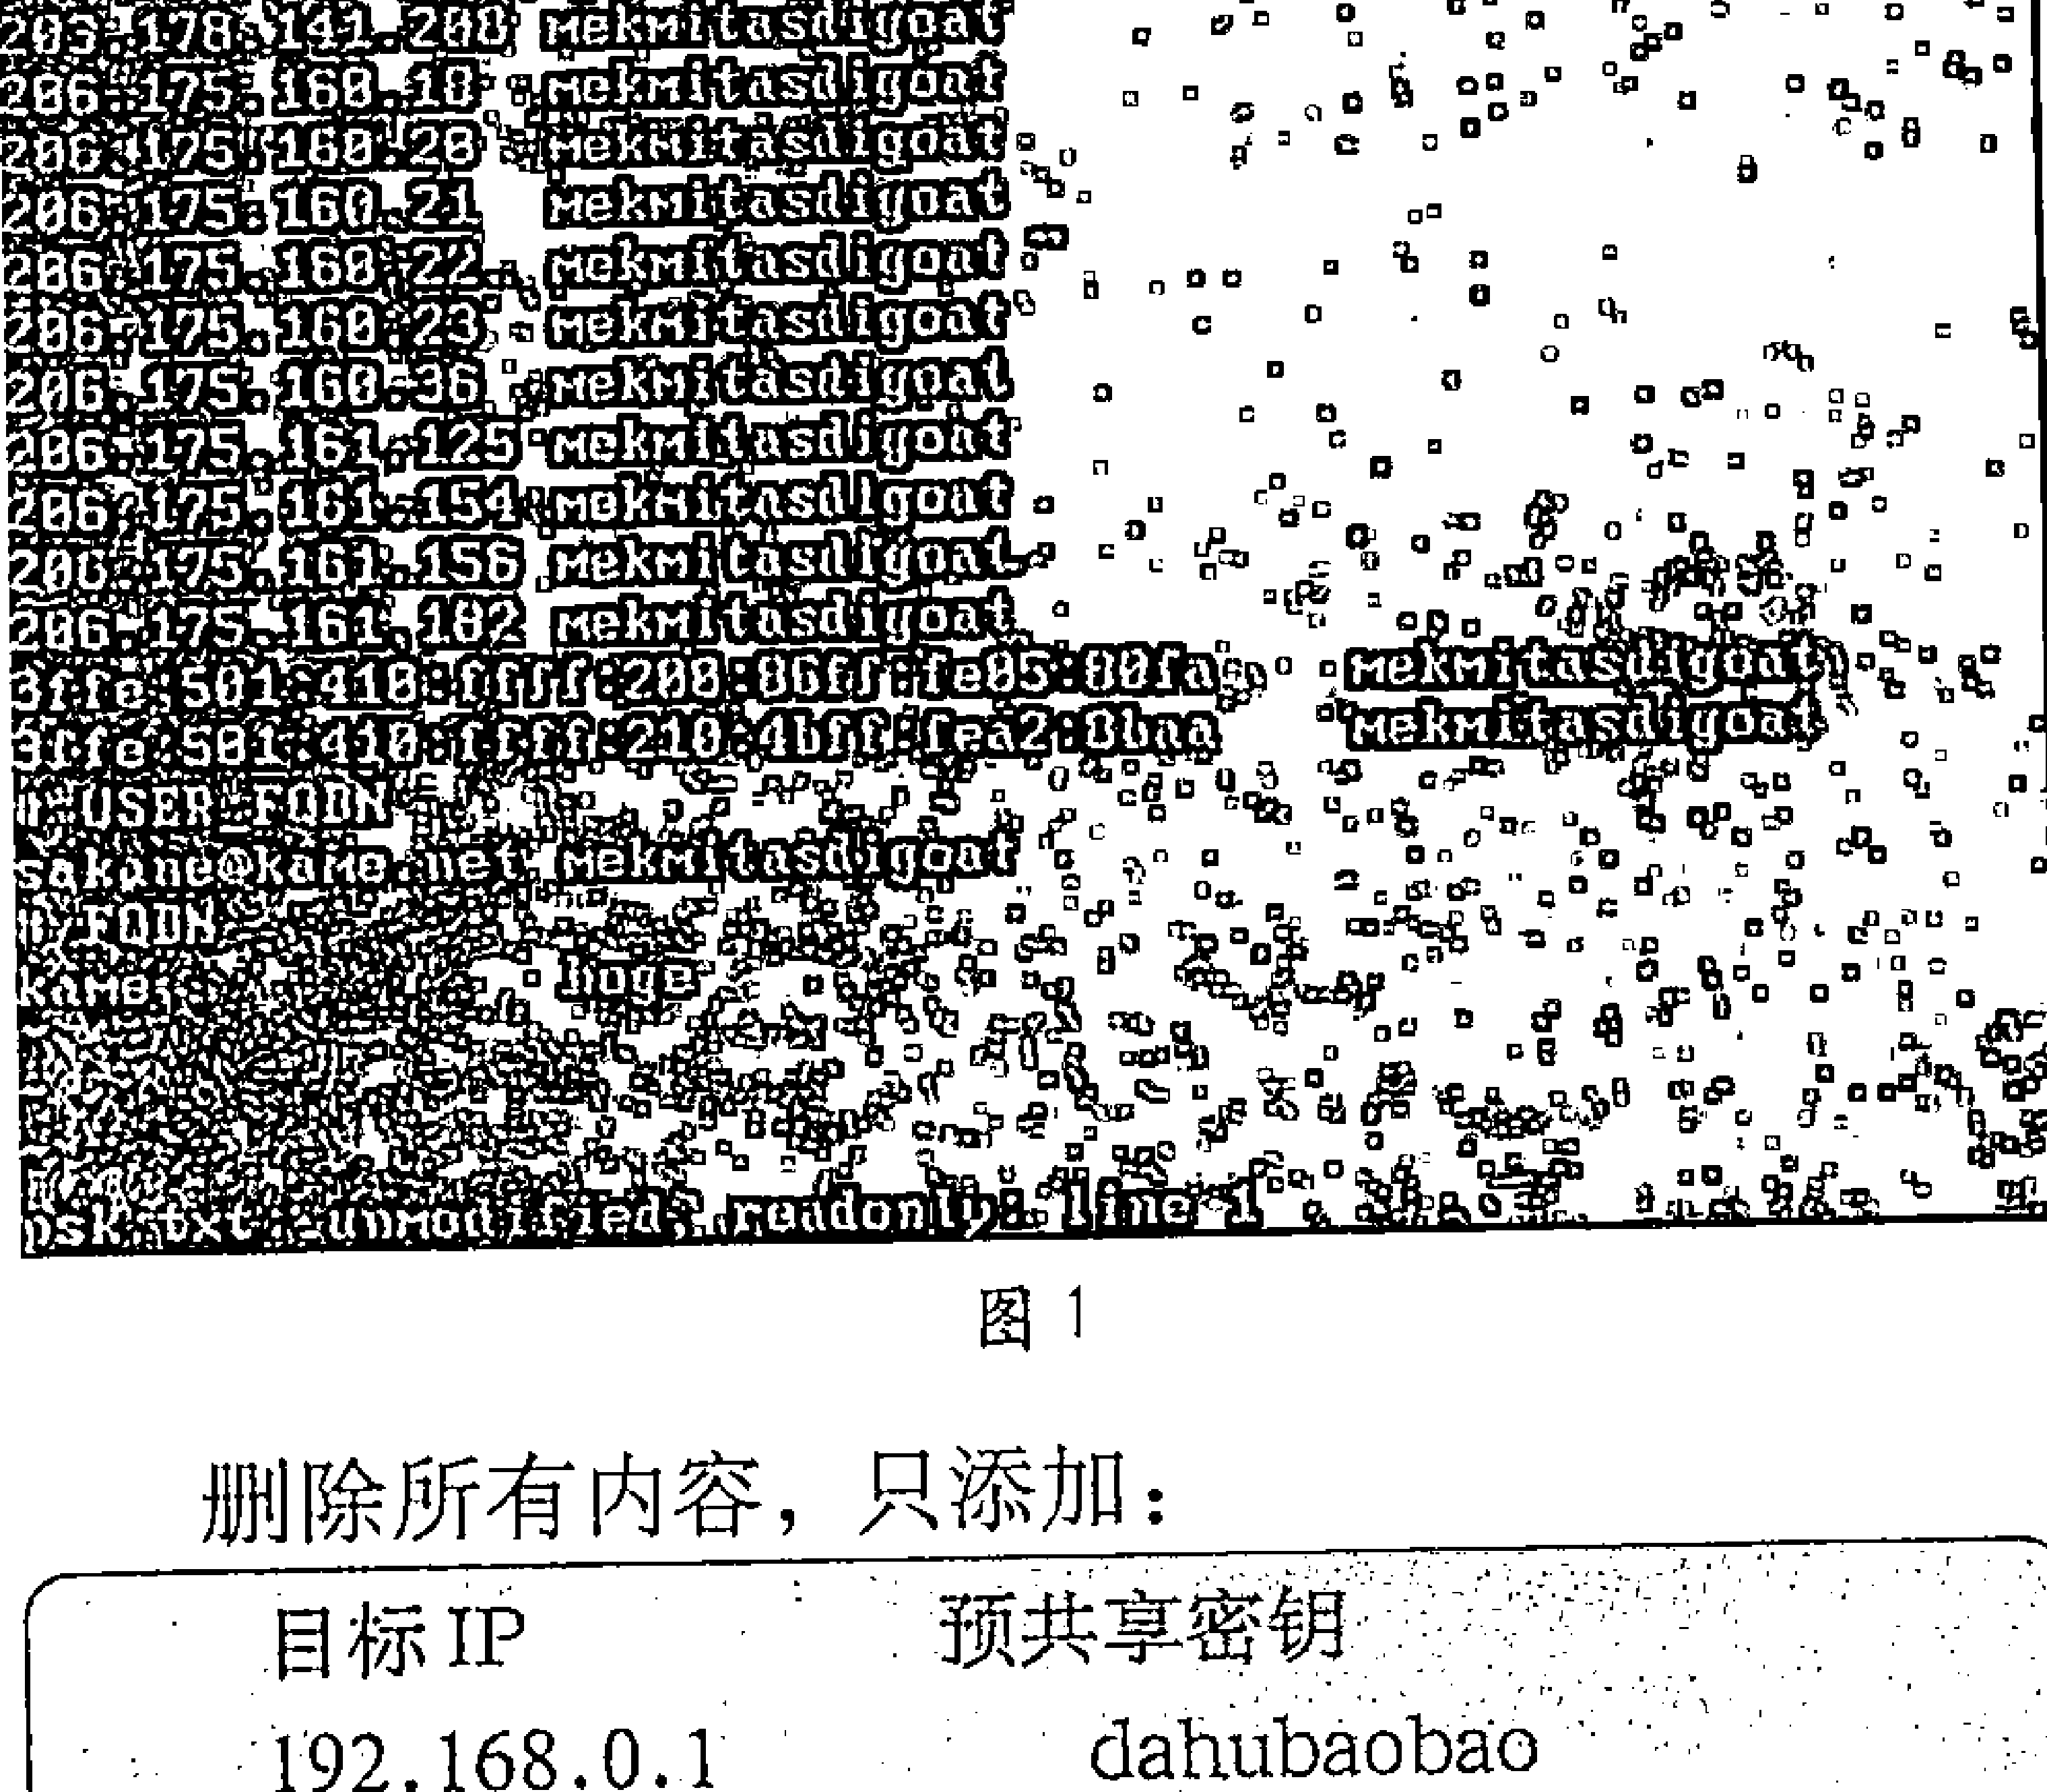 205.178.141.208 mekmitasdigoat
206.175.160.18 mekmitasdigoat
206.175.160.20 mekmitasdigoat
206.175.160.21 mekmitasdigoat
206.175.160.22 mekmitasdigoat
206.175.160.23 mekmitasdigoat
206.175.160.36 mekmitasdigoat
206.175.161.125 mekmitasdigoat
206.175.161.154 mekmitasdigoat
206.175.161.156 mekmitasdigoat
206.175.161.182 mekmitasdigoat
3ffe:501:410:ffff:200:86ff:fe05:80fa mekmitasdigoat
3ffe:501:410:ffff:210:4bff:fea2:8baa mekmitasdigoat
# USER_FQDN
sakane@kame.net mekmitasdigoat
# FQDN
kame hoge
psk.txt: unmodified, readonly: line 1
图 1
删除所有内容，只添加：
目标 IP 预共享密钥
192.168.0.1 dahubaobao